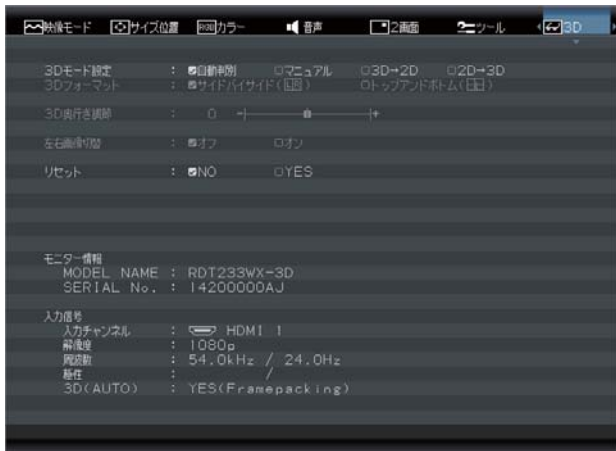 映像モード サイズ位置 RGB カラー 音声 2画面 ツール 3D
3Dモード設定 : 自動判別 マニュアル 3D→2D 2D→3D
3Dフォーマット : サイドバイサイド(LR) トップアンドボトム()
3D奥行き調節 : 0 - +
左右画像切替 : オフ オン
リセット : NO YES
モニター情報
MODEL NAME : RDT233WX-3D
SERIAL No. : 14200000AJ
入力信号
入力チャンネル : HDMI 1
解像度 : 1080p
周波数 : 54.0kHz / 24.0Hz
極性 : /
3D(AUTO) : YES(Framepacking)